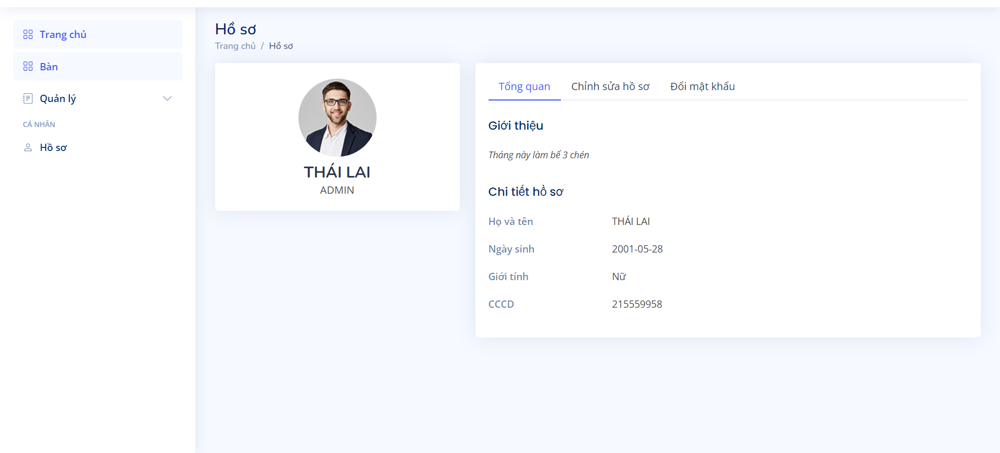 Trang chủ
Bàn
Quản lý
CÁ NHÂN
Hồ sơ
Hồ sơ
Trang chủ / Hồ sơ
THÁI LAI
ADMIN
Tổng quan Chỉnh sửa hồ sơ Đổi mật khẩu
Giới thiệu
Tháng này làm bể 3 chén
Chi tiết hồ sơ
Họ và tên THÁI LAI
Ngày sinh 2001-05-28
Giới tính Nữ
CCCD 215559958